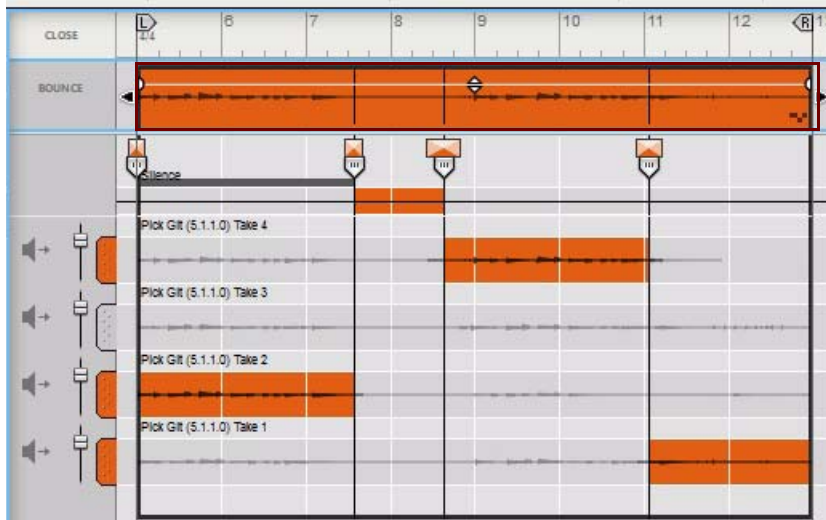 CLOSE
L 6 7 8 9 10 11 12 R 1
4/4
BOUNCE
Silence
Pick Git (5.1.1.0) Take 4
Pick Git (5.1.1.0) Take 3
Pick Git (5.1.1.0) Take 2
Pick Git (5.1.1.0) Take 1